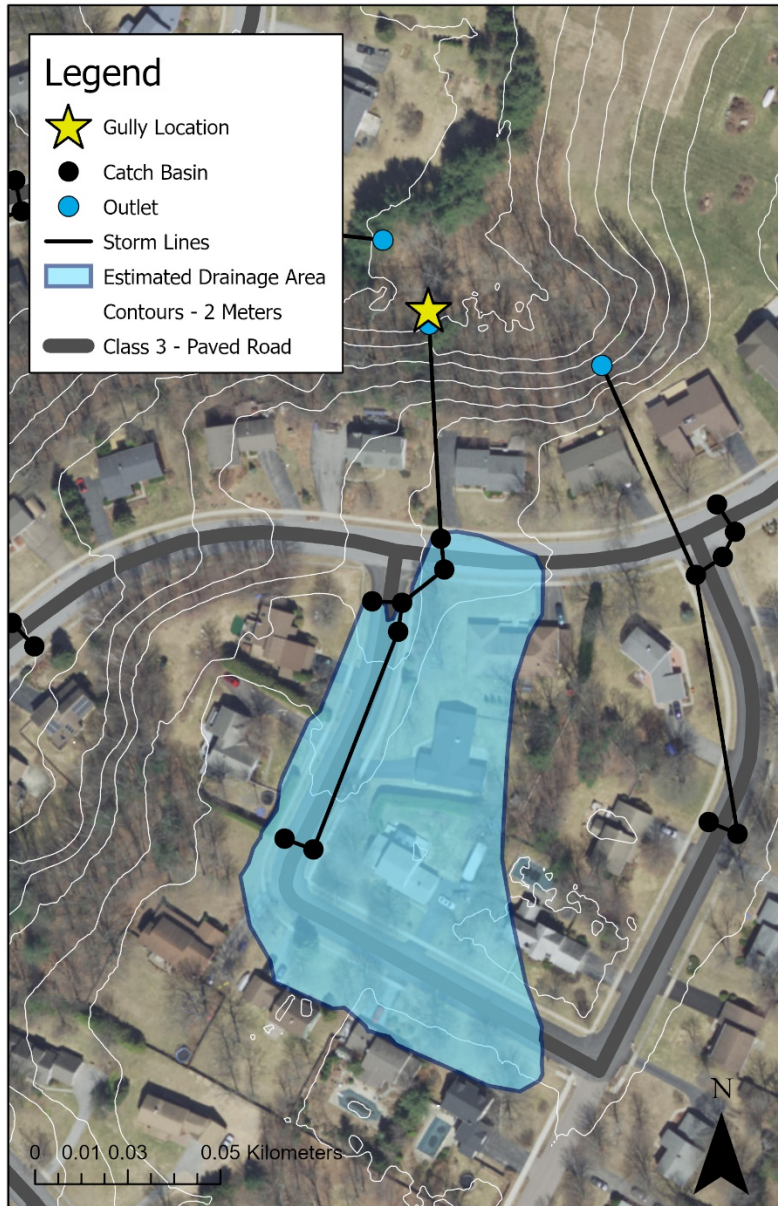 Legend
Gully Location
Catch Basin
Outlet
Storm Lines
Estimated Drainage Area
Contours - 2 Meters
Class 3 - Paved Road
N
0 0.01 0.03 0.05 Kilometers